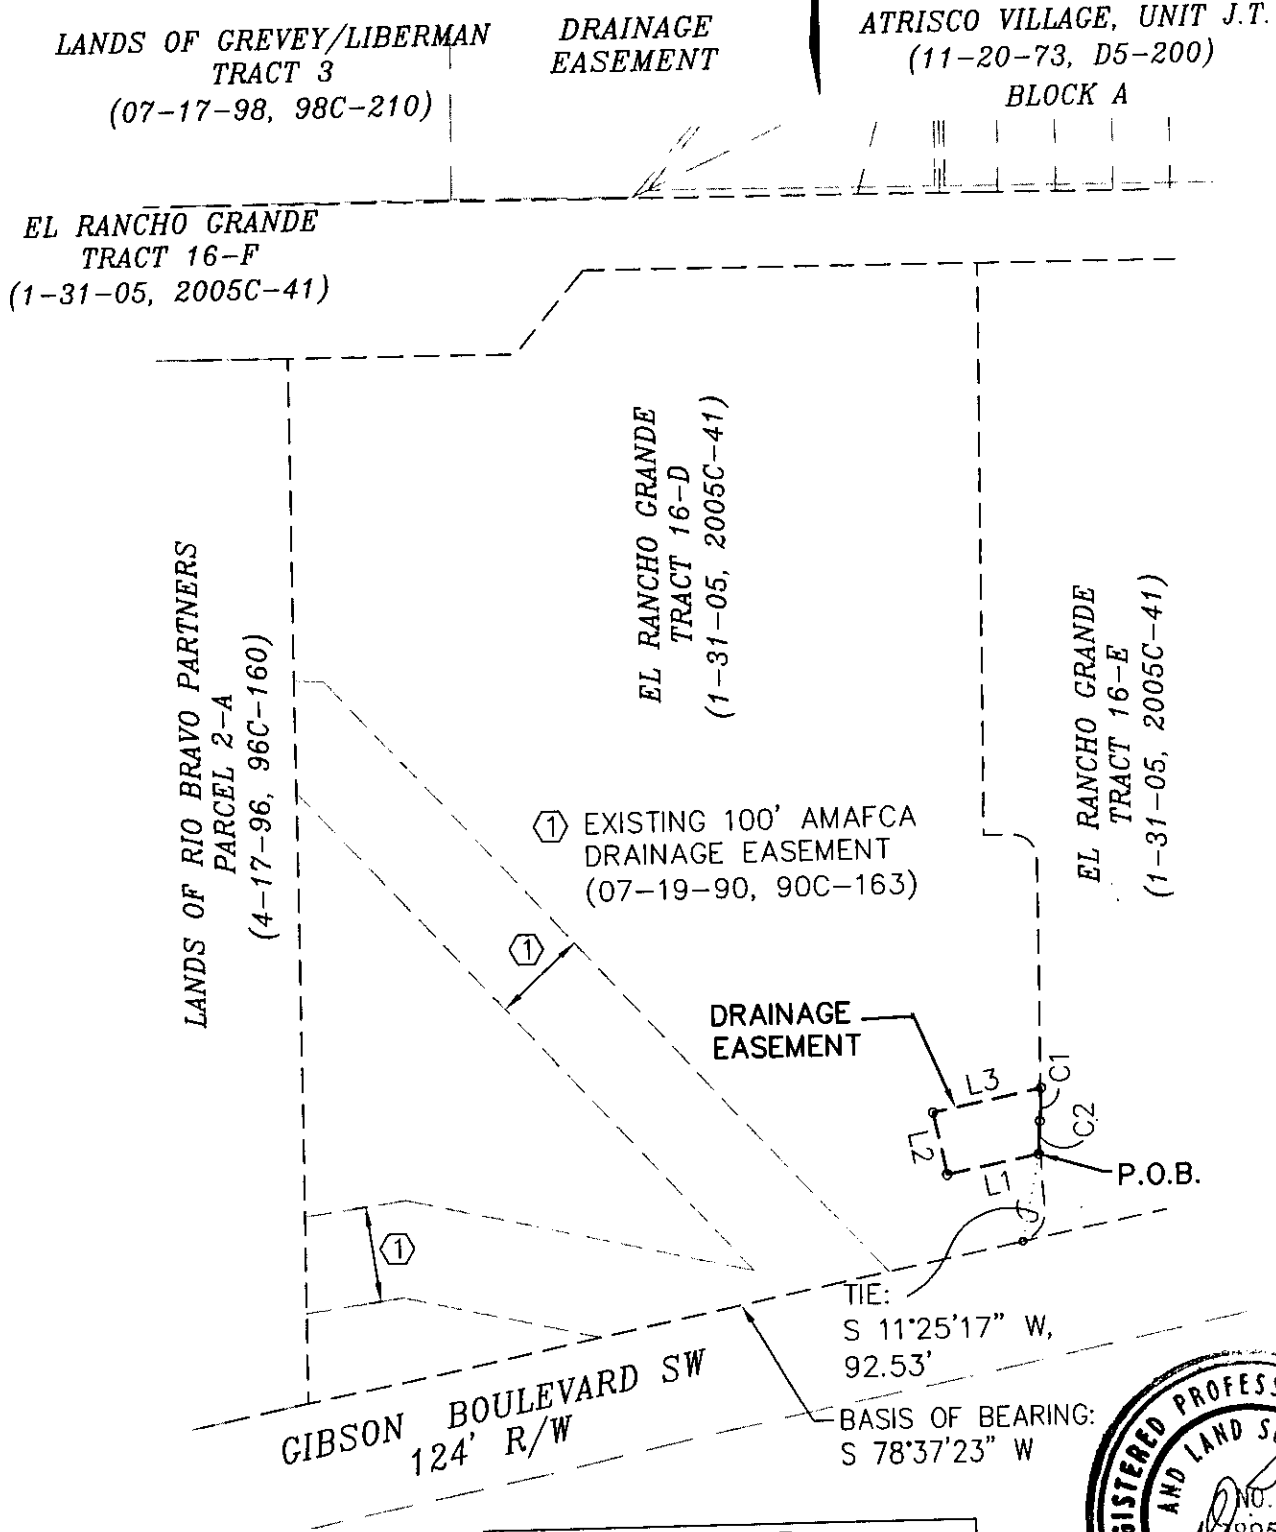 LANDS OF GREVEY/LIBERMAN
TRACT 3
(07-17-98, 98C-210)
DRAINAGE
EASEMENT
ATRISCO VILLAGE, UNIT J.T.
(11-20-73, D5-200)
BLOCK A
EL RANCHO GRANDE
TRACT 16-F
(1-31-05, 2005C-41)
EL RANCHO GRANDE
TRACT 16-D
(1-31-05, 2005C-41)
LANDS OF RIO BRAVO PARTNERS
PARCEL 2-A
(4-17-96, 96C-160)
EL RANCHO GRANDE
TRACT 16-E
(1-31-05, 2005C-41)
1 EXISTING 100' AMAFCA
DRAINAGE EASEMENT
(07-19-90, 90C-163)
1
DRAINAGE
EASEMENT
L3
C1
C2
L2
L1
P.O.B.
1
TIE:
S 11°25'17" W,
92.53'
BASIS OF BEARING:
S 78°37'23" W
GIBSON BOULEVARD SW
124' R/W
GISTERED PROFESS
AND LAND SU
NO.